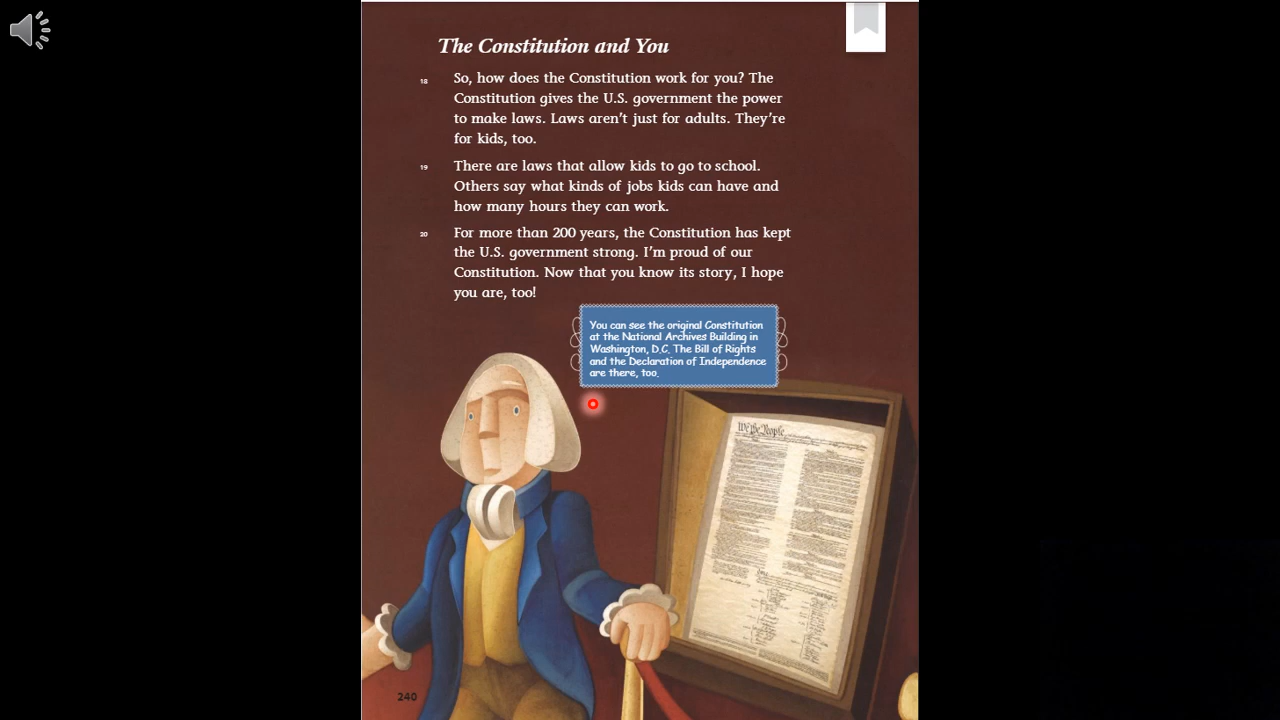 The Constitution and You
18 So, how does the Constitution work for you? The
Constitution gives the U.S. government the power
to make laws. Laws aren't just for adults. They're
for kids, too.
19 There are laws that allow kids to go to school.
Others say what kinds of jobs kids can have and
how many hours they can work.
20 For more than 200 years, the Constitution has kept
the U.S. government strong. I'm proud of our
Constitution. Now that you know its story, I hope
you are, too!
You can see the original Constitution
at the National Archives Building in
Washington, D.C. The Bill of Rights
and the Declaration of Independence
are there, too.
We the People
240